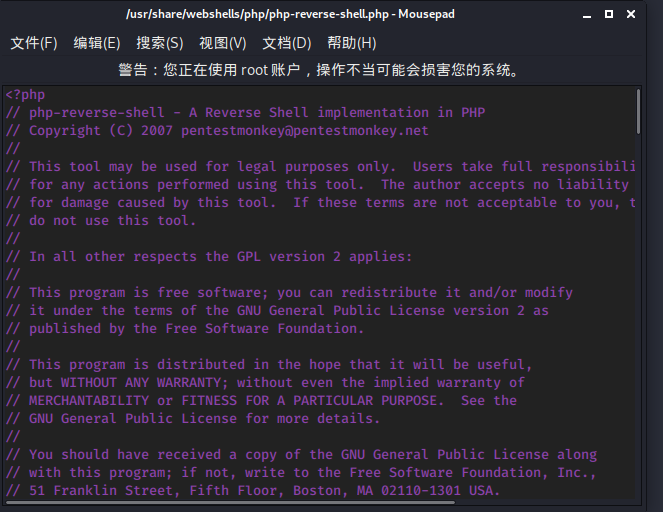 /usr/share/webshells/php/php-reverse-shell.php - Mousepad
文件(F) 编辑(E) 搜索(S) 视图(V) 文档(D) 帮助(H)
警告：您正在使用 root 账户，操作不当可能会损害您的系统。
<?php
// php-reverse-shell - A Reverse Shell implementation in PHP
// Copyright (C) 2007 pentestmonkey@pentestmonkey.net
//
// This tool may be used for legal purposes only.  Users take full responsibili
// for any actions performed using this tool.  The author accepts no liability
// for damage caused by this tool.  If these terms are not acceptable to you, t
// do not use this tool.
//
// In all other respects the GPL version 2 applies:
//
// This program is free software; you can redistribute it and/or modify
// it under the terms of the GNU General Public License version 2 as
// published by the Free Software Foundation.
//
// This program is distributed in the hope that it will be useful,
// but WITHOUT ANY WARRANTY; without even the implied warranty of
// MERCHANTABILITY or FITNESS FOR A PARTICULAR PURPOSE.  See the
// GNU General Public License for more details.
//
// You should have received a copy of the GNU General Public License along
// with this program; if not, write to the Free Software Foundation, Inc.,
// 51 Franklin Street, Fifth Floor, Boston, MA 02110-1301 USA.